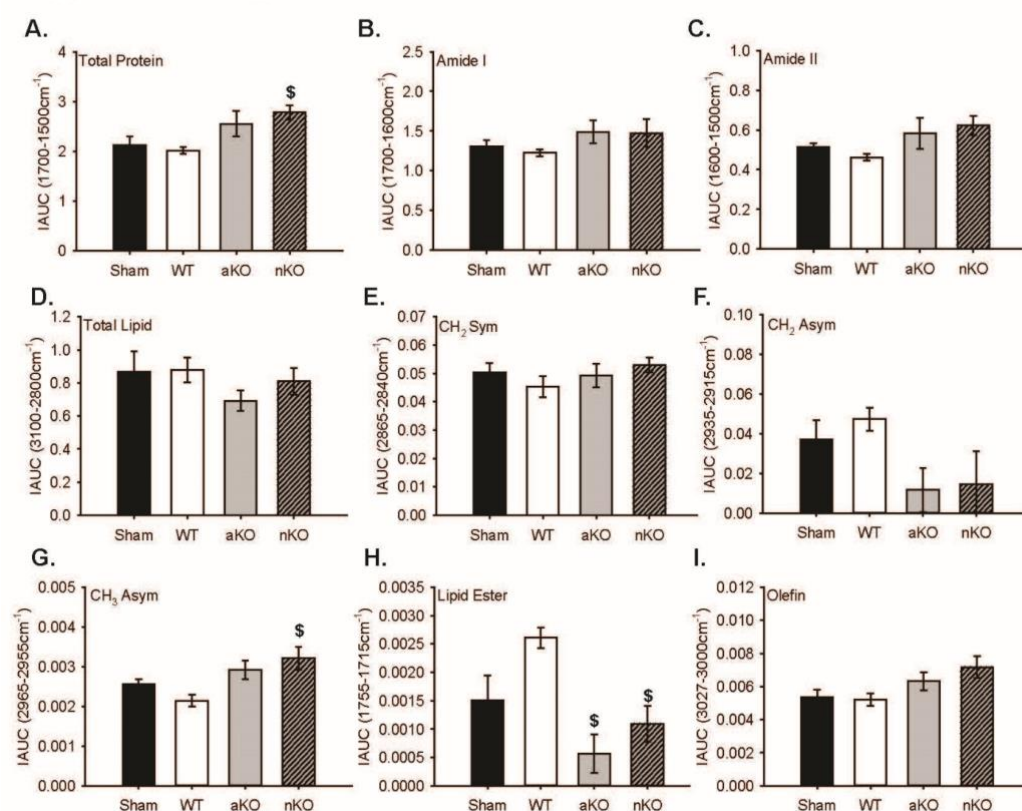 A.
Total Protein
IAUC (1700-1500cm⁻¹)
4
3
2
1
0
$
Sham WT aKO nKO
B.
Amide I
IAUC (1700-1600cm⁻¹)
2.5
2.0
1.5
1.0
0.5
0.0
Sham WT aKO nKO
C.
Amide II
IAUC (1600-1500cm⁻¹)
1.0
0.8
0.6
0.4
0.2
0.0
Sham WT aKO nKO
D.
Total Lipid
IAUC (3100-2800cm⁻¹)
1.2
1.0
0.8
0.6
0.4
0.2
0.0
Sham WT aKO nKO
E.
CH₂ Sym
IAUC (2865-2840cm⁻¹)
0.07
0.06
0.05
0.04
0.03
0.02
0.01
0.00
Sham WT aKO nKO
F.
CH₂ Asym
IAUC (2935-2915cm⁻¹)
0.10
0.08
0.06
0.04
0.02
0.00
Sham WT aKO nKO
G.
CH₃ Asym
IAUC (2965-2955cm⁻¹)
0.005
0.004
0.003
0.002
0.001
0.000
$
Sham WT aKO nKO
H.
Lipid Ester
IAUC (1755-1715cm⁻¹)
0.0035
0.0030
0.0025
0.0020
0.0015
0.0010
0.0005
0.0000
$ $
Sham WT aKO nKO
I.
Olefin
IAUC (3027-3000cm⁻¹)
0.012
0.010
0.008
0.006
0.004
0.002
0.000
Sham WT aKO nKO